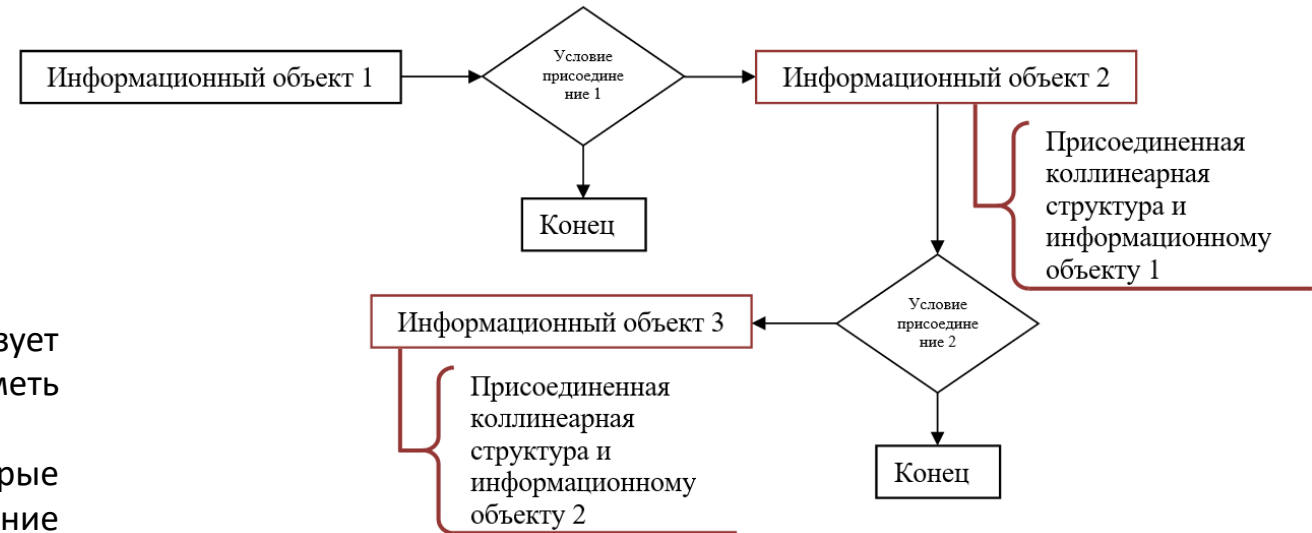 Информационный объект 1
Условие
присоедине
ние 1
Информационный объект 2
Присоединенная
коллинеарная
структура и
информационному
объекту 1
Конец
Условие
присоедине
ние 2
Информационный объект 3
Присоединенная
коллинеарная
структура и
информационному
объекту 2
Конец